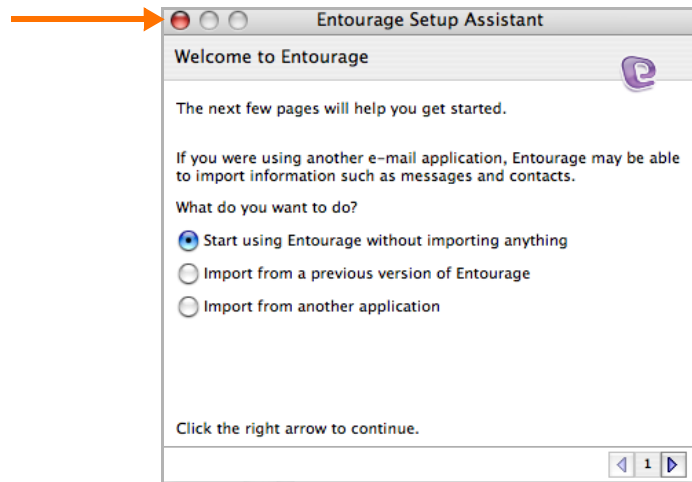 Entourage Setup Assistant
Welcome to Entourage
The next few pages will help you get started.
If you were using another e-mail application, Entourage may be able
to import information such as messages and contacts.
What do you want to do?
Start using Entourage without importing anything
Import from a previous version of Entourage
Import from another application
Click the right arrow to continue.
1